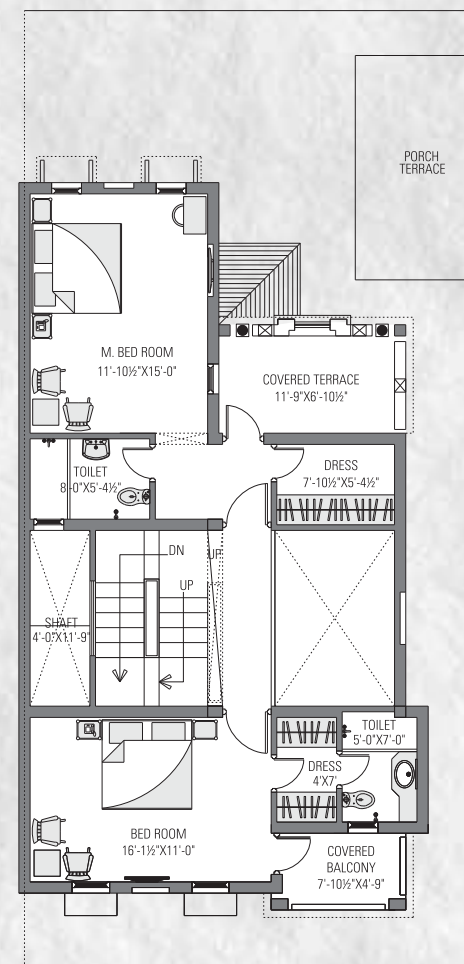 PORCH
TERRACE
M. BED ROOM
11'-10½"X15'-0"
COVERED TERRACE
11'-9"X6'-10½"
TOILET
8'-0"X5'-4½"
DRESS
7'-10½"X5'-4½"
DN
UP
UP
SHAFT
4'-0"X11'-9"
TOILET
5'-0"X7'-0"
DRESS
4'X7'
BED ROOM
16'-1½"X11'-0"
COVERED
BALCONY
7'-10½"X4'-9"